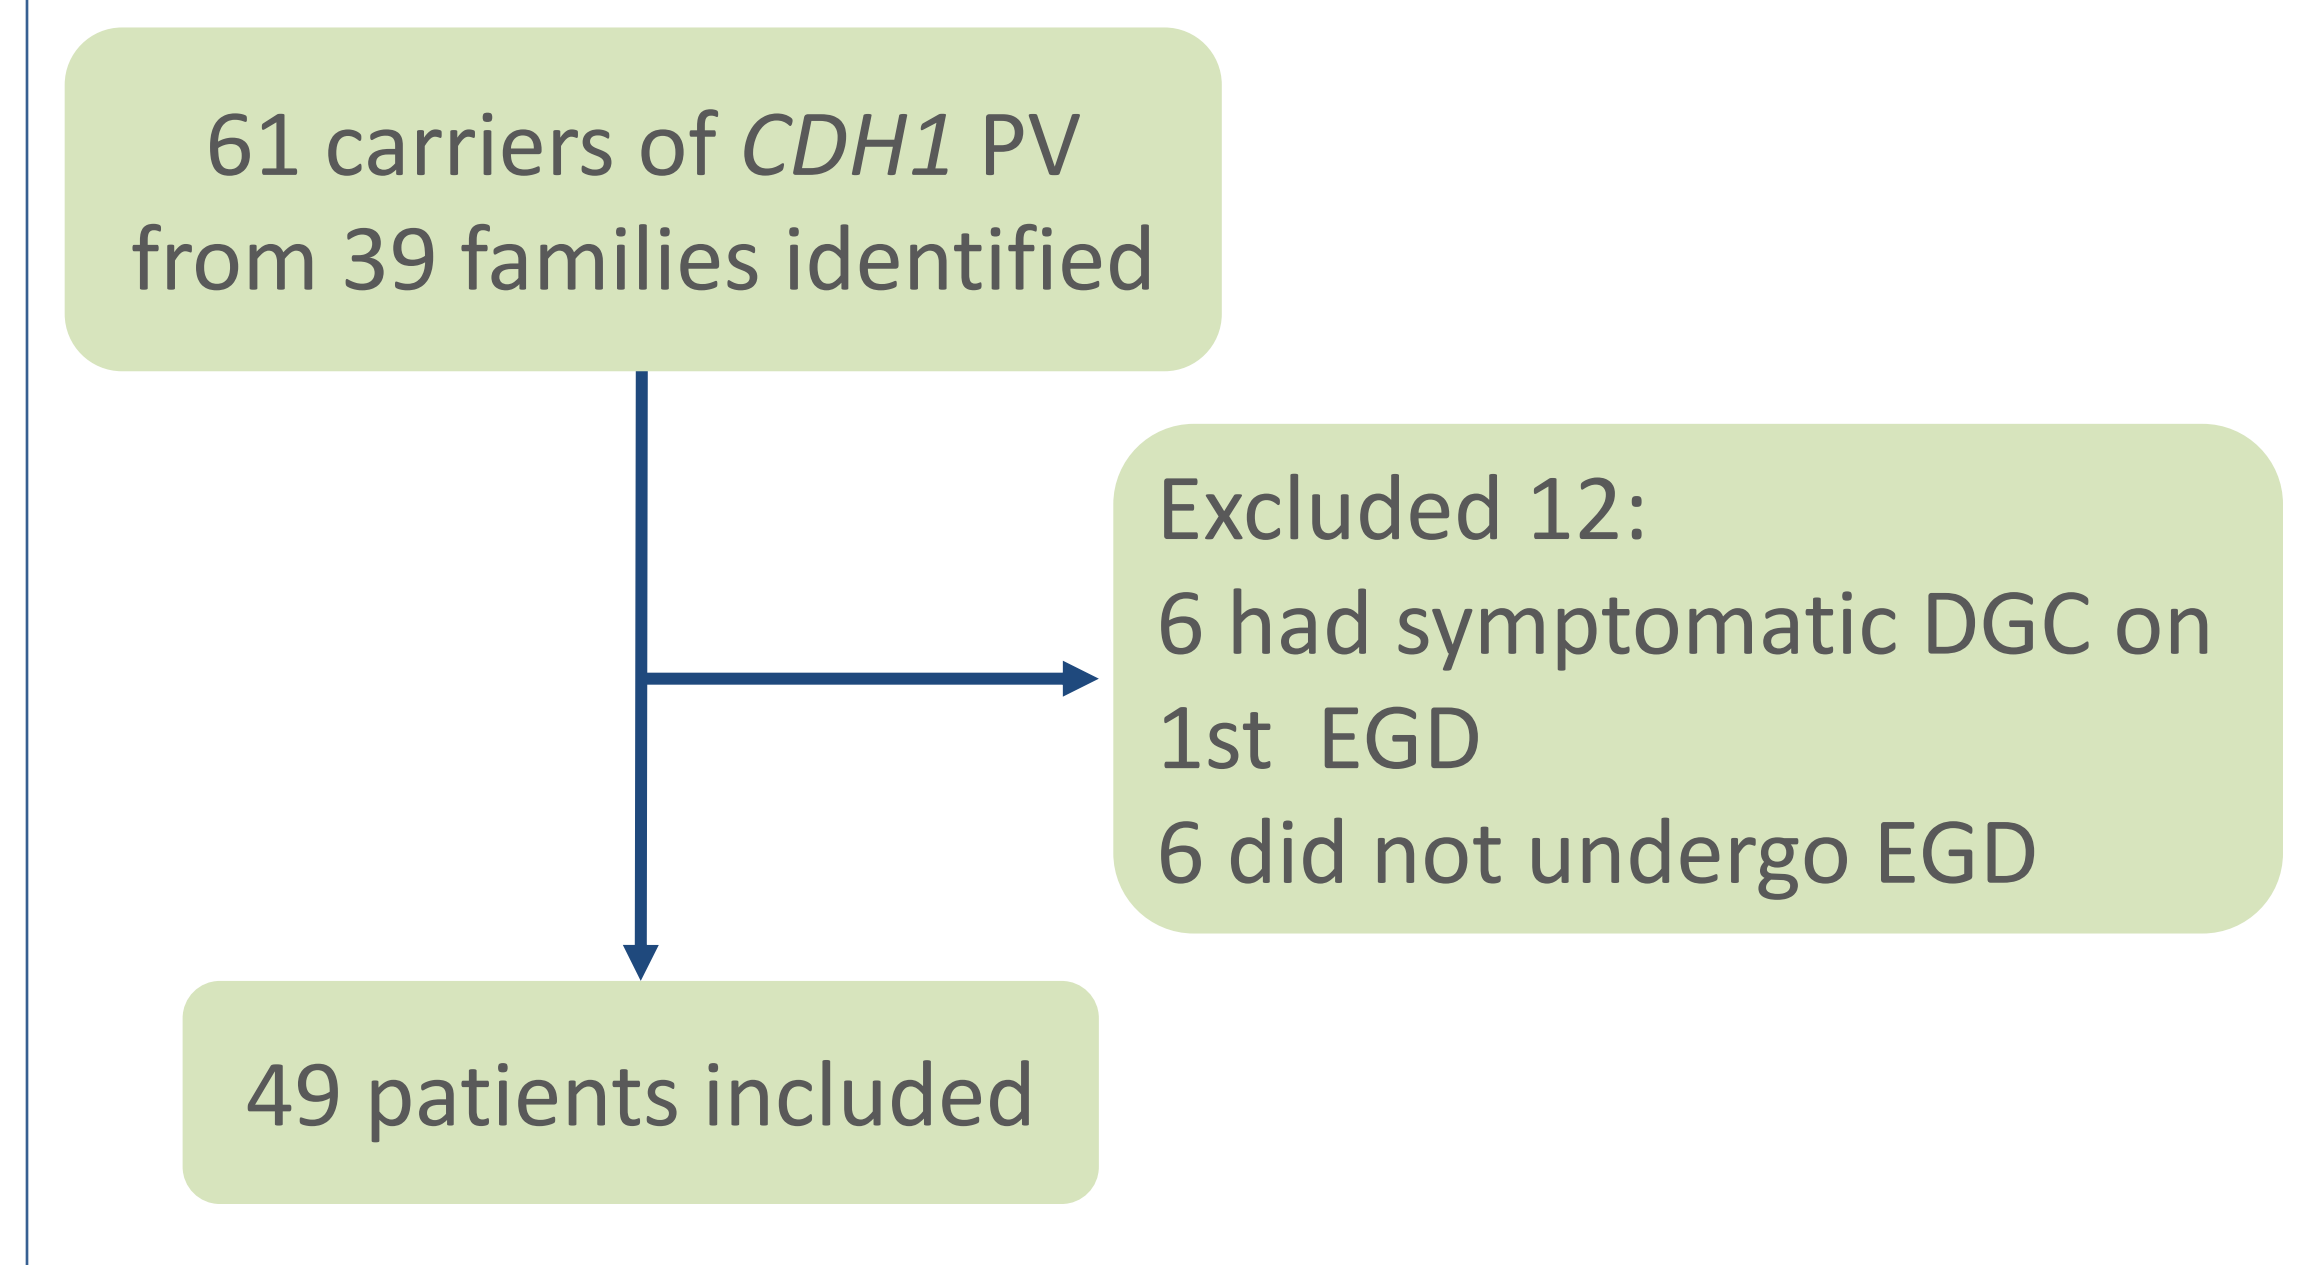 61 carriers of CDH1 PV
from 39 families identified
Excluded 12:
6 had symptomatic DGC on
1st  EGD
6 did not undergo EGD
49 patients included